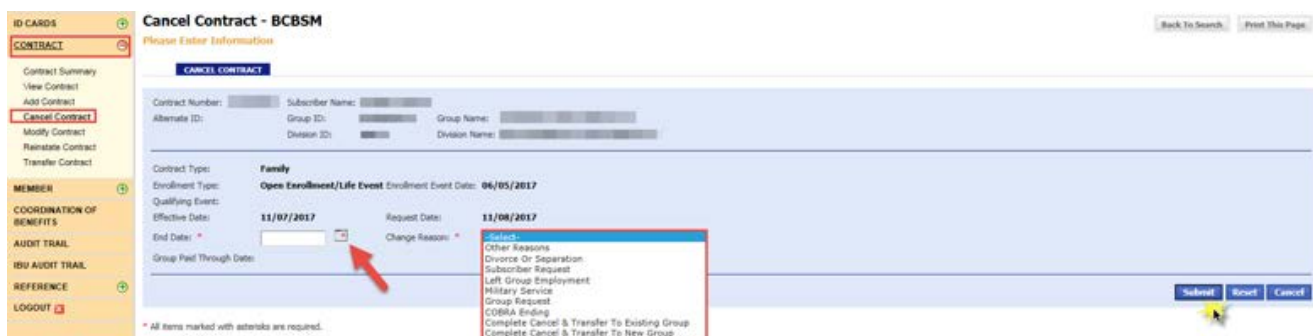 ID CARDS
CONTRACT
Contract Summary
View Contract
Add Contract
Cancel Contract
Modify Contract
Reinstate Contract
Transfer Contract
MEMBER
COORDINATION OF
BENEFITS
AUDIT TRAIL
IBU AUDIT TRAIL
REFERENCE
LOGOUT
Cancel Contract - BCBSM
Back To Search Print This Page
Please Enter Information
CANCEL CONTRACT
Contract Number: Subscriber Name:
Alternate ID: Group ID: Group Name:
Division ID: Division Name:
Contract Type: Family
Enrollment Type: Open Enrollment/Life Event Enrollment Event Date: 06/05/2017
Qualifying Event:
Effective Date: 11/07/2017 Request Date: 11/08/2017
End Date: * Change Reason: * -Select-
Other Reasons
Group Paid Through Date:
Divorce Or Separation
Subscriber Request
Left Group Employment
Military Service
Group Request
COBRA Ending
Complete Cancel & Transfer To Existing Group
Complete Cancel & Transfer To New Group
Submit Reset Cancel
* All items marked with asterisks are required.